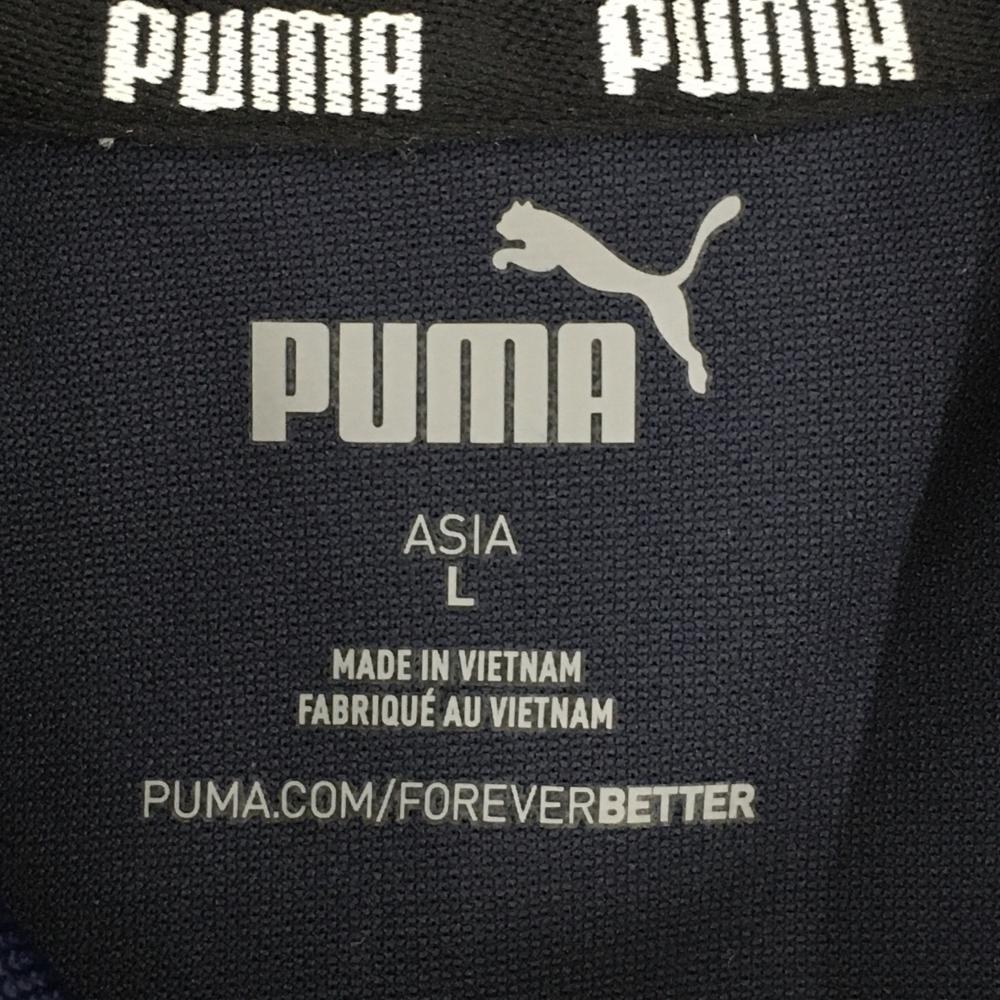 PUMA PUMA
PUMA
ASIA
L
MADE IN VIETNAM
FABRIQUÉ AU VIETNAM
PUMA.COM/FOREVERBETTER